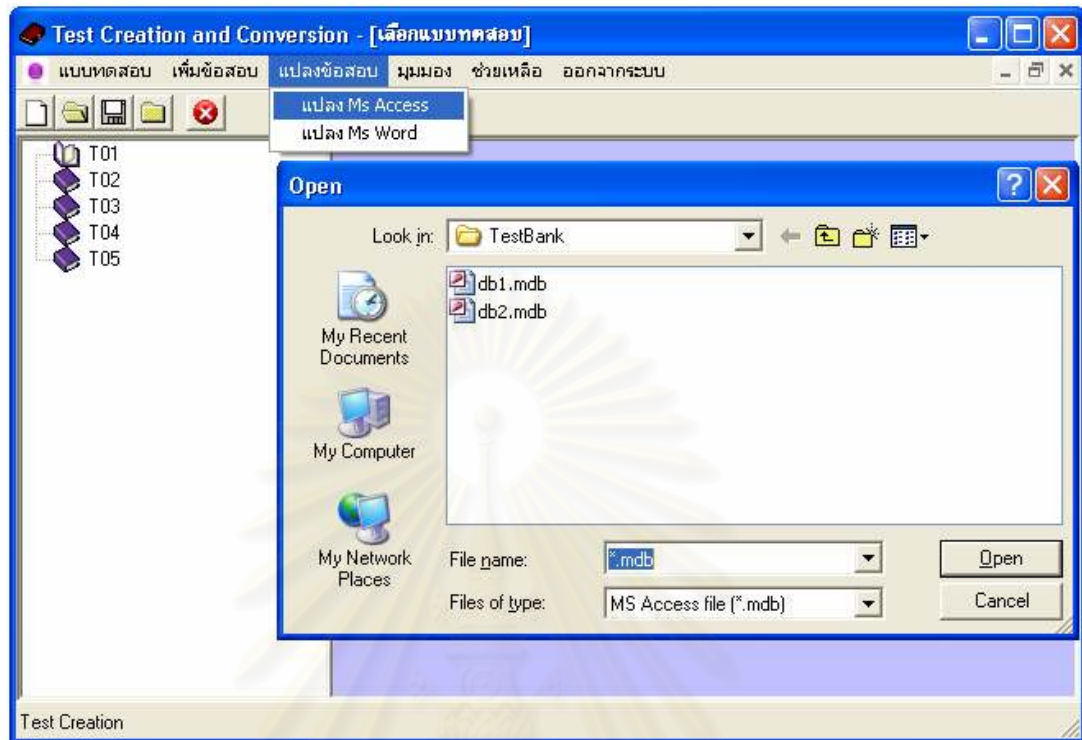 Test Creation and Conversion - [เลือกแบบทดสอบ]
แบบทดสอบ เพิ่มข้อสอบ แปลงข้อสอบ มุมมอง ช่วยเหลือ ออกจากระบบ
แปลง Ms Access
แปลง Ms Word
T01
T02
T03
T04
T05
Open
Look in: TestBank
db1.mdb
db2.mdb
My Recent
Documents
My Computer
My Network
Places
File name: *.mdb Open
Files of type: MS Access file (*.mdb) Cancel
Test Creation